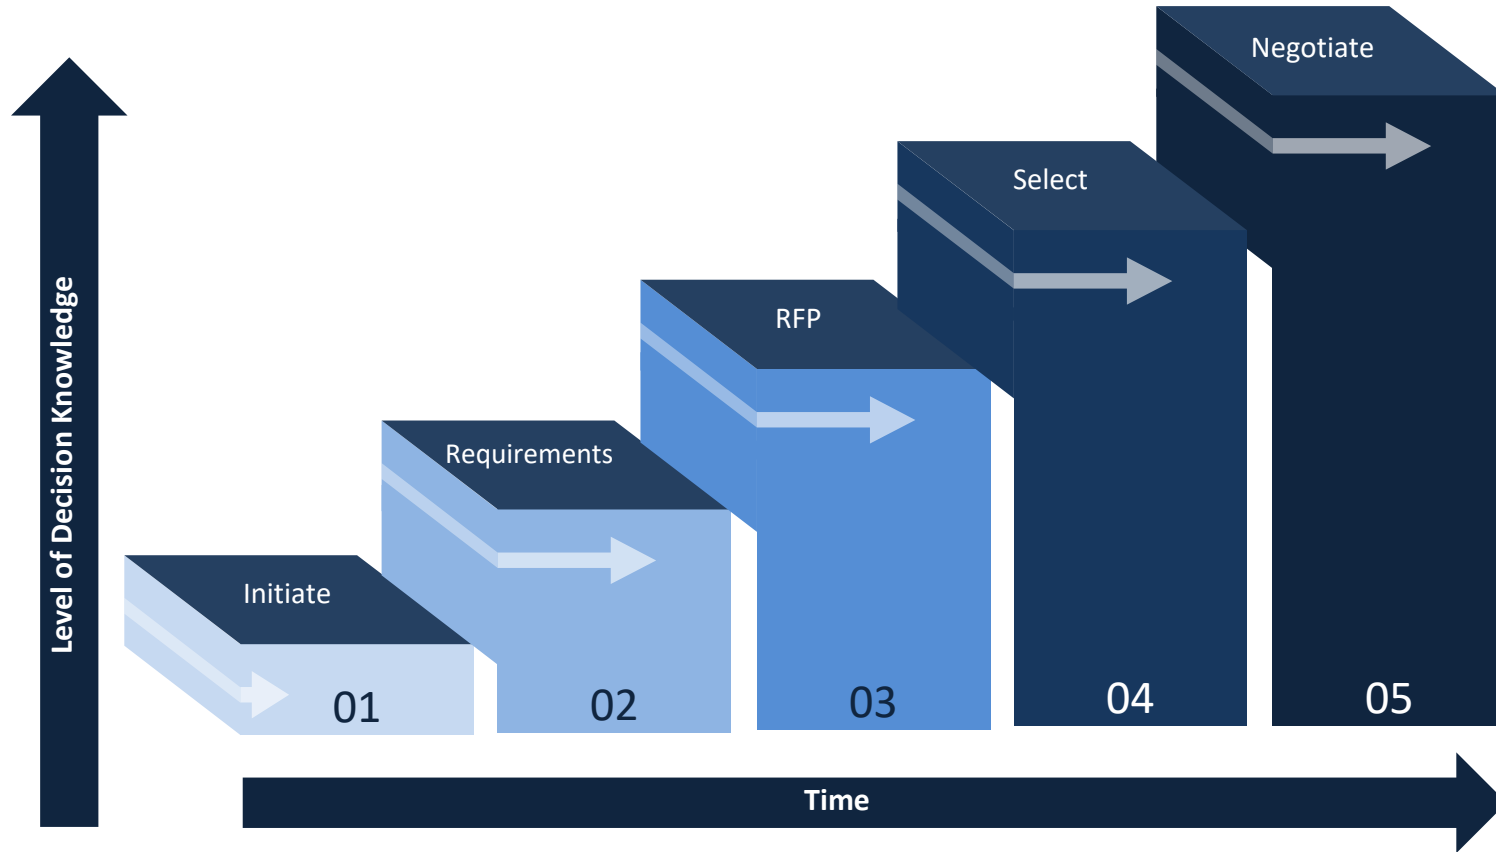 Negotiate
Select
RFP
Requirements
Initiate
Level of Decision Knowledge
01
02
03
04
05
Time